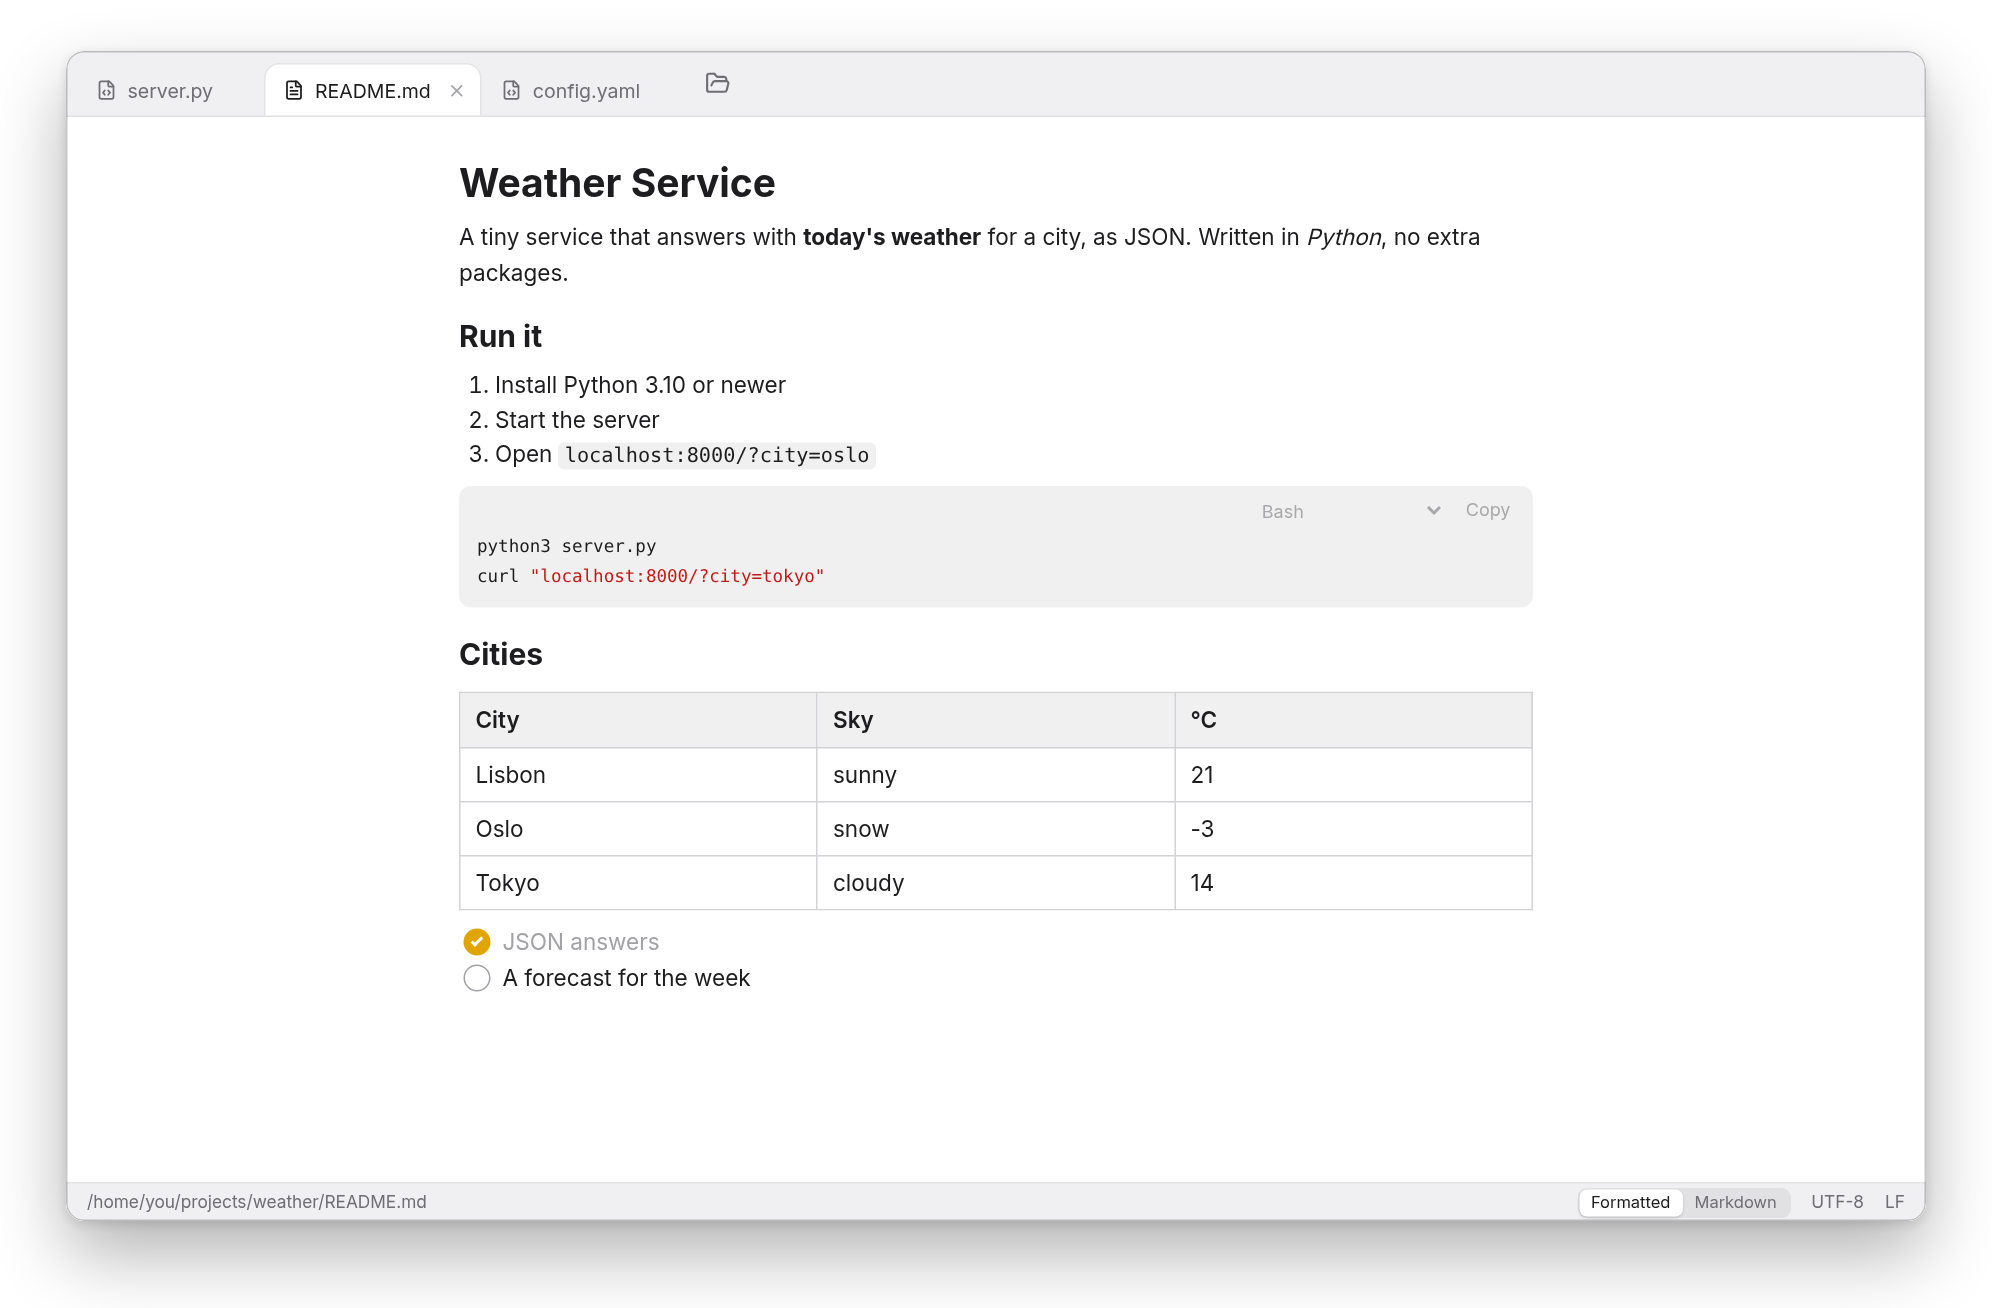 server.py
README.md
config.yaml
Weather Service
A tiny service that answers with today's weather for a city, as JSON. Written in Python, no extra
packages.
Run it
1. Install Python 3.10 or newer
2. Start the server
3. Open localhost:8000/?city=oslo
Bash
Copy
python3 server.py
curl "localhost:8000/?city=tokyo"
Cities
City Sky °C
Lisbon sunny 21
Oslo snow -3
Tokyo cloudy 14
JSON answers
A forecast for the week
/home/you/projects/weather/README.md
Formatted Markdown UTF-8 LF